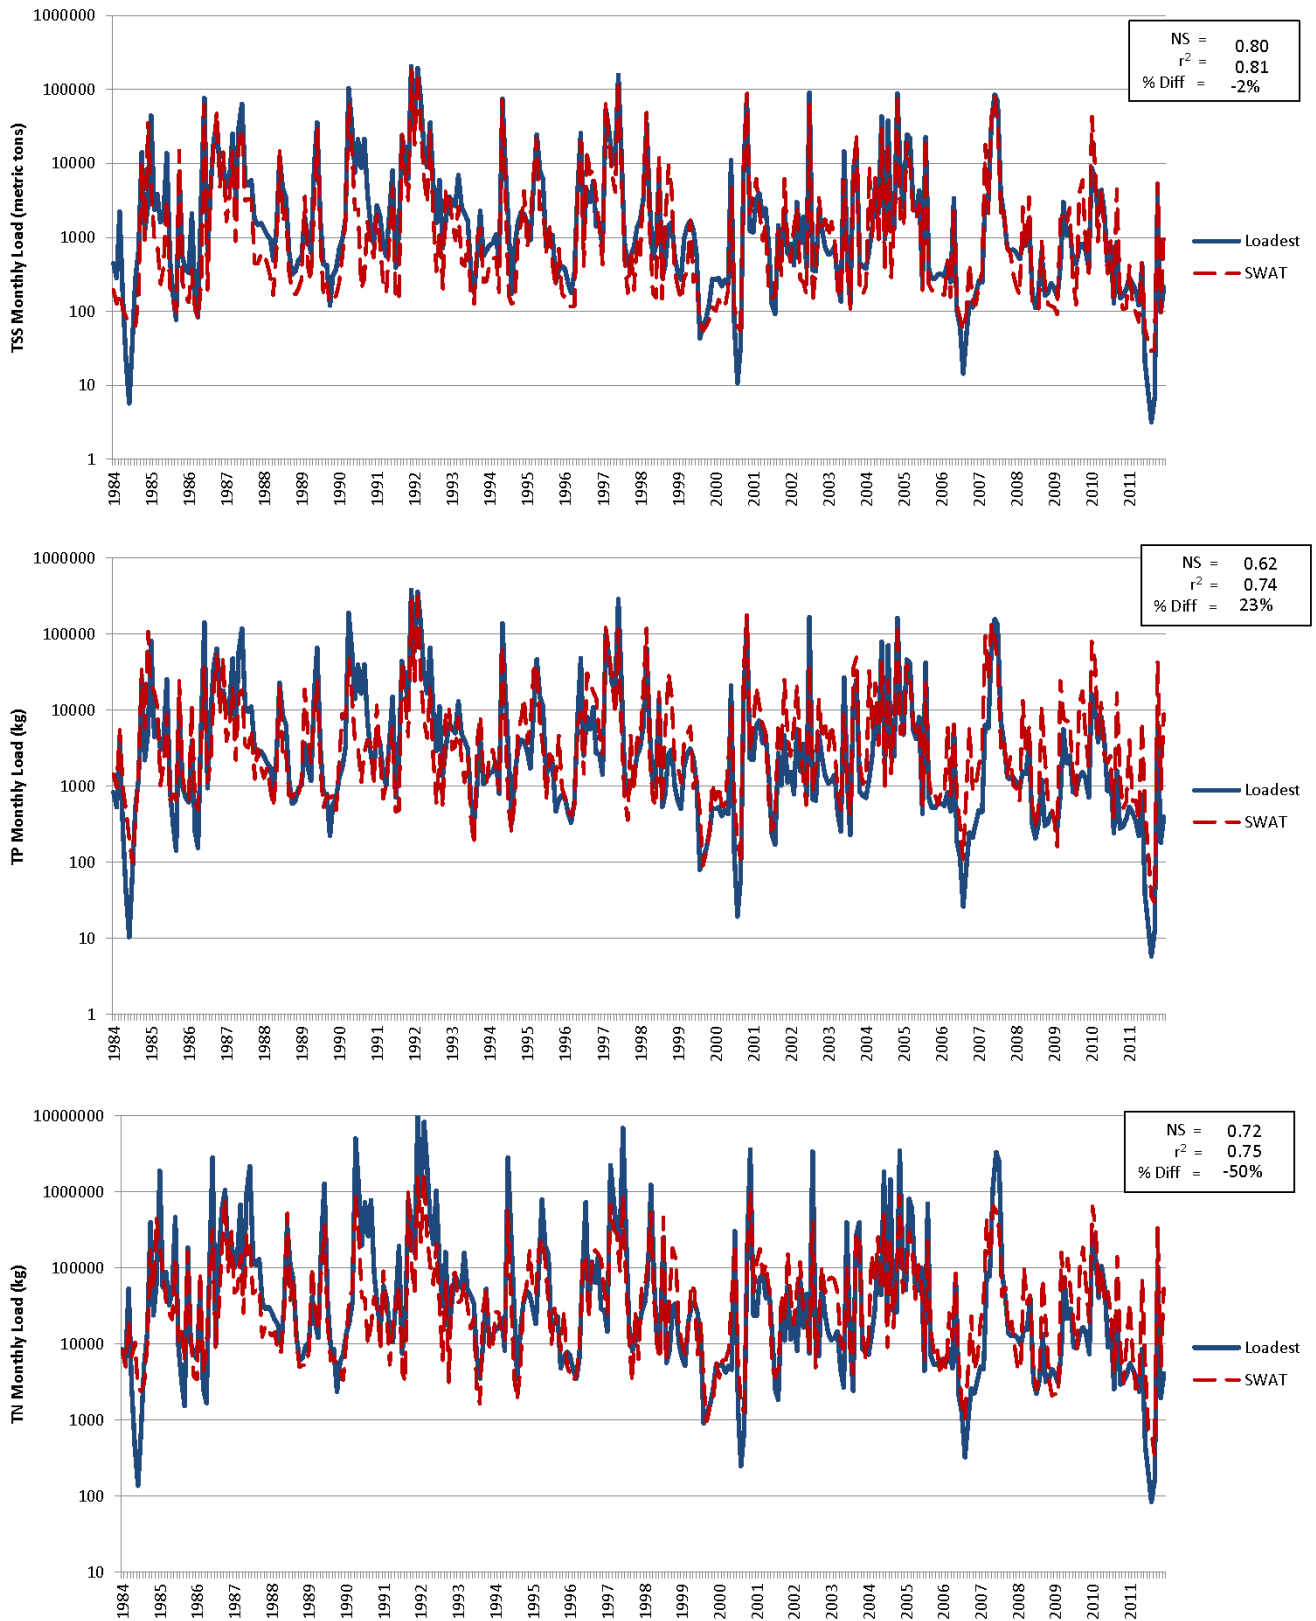 1000000
100000
10000
1000
100
10
1
TSS Monthly Load (metric tons)
NS = 0.80
r² = 0.81
% Diff = -2%
Loadest
SWAT
1984 1985 1986 1987 1988 1989 1990 1991 1992 1993 1994 1995 1996 1997 1998 1999 2000 2001 2002 2003 2004 2005 2006 2007 2008 2009 2010 2011
1000000
100000
10000
1000
100
10
1
TP Monthly Load (kg)
NS = 0.62
r² = 0.74
% Diff = 23%
Loadest
SWAT
1984 1985 1986 1987 1988 1989 1990 1991 1992 1993 1994 1995 1996 1997 1998 1999 2000 2001 2002 2003 2004 2005 2006 2007 2008 2009 2010 2011
10000000
1000000
100000
10000
1000
100
10
TN Monthly Load (kg)
NS = 0.72
r² = 0.75
% Diff = -50%
Loadest
SWAT
1984 1985 1986 1987 1988 1989 1990 1991 1992 1993 1994 1995 1996 1997 1998 1999 2000 2001 2002 2003 2004 2005 2006 2007 2008 2009 2010 2011